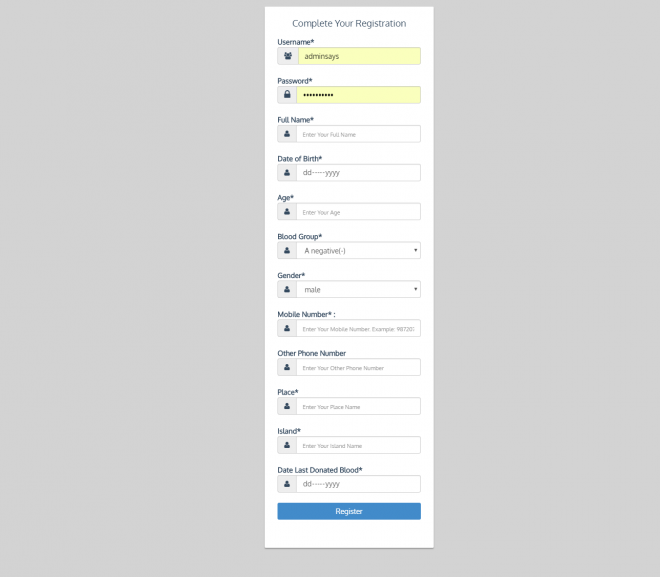 Complete Your Registration
Username*
adminsays
Password*
••••••••••
Full Name*
Enter Your Full Name
Date of Birth*
dd-----yyyy
Age*
Enter Your Age
Blood Group*
A negative(-)
Gender*
male
Mobile Number* :
Enter Your Mobile Number. Example: 98720
Other Phone Number
Enter Your Other Phone Number
Place*
Enter Your Place Name
Island*
Enter Your Island Name
Date Last Donated Blood*
dd-----yyyy
Register